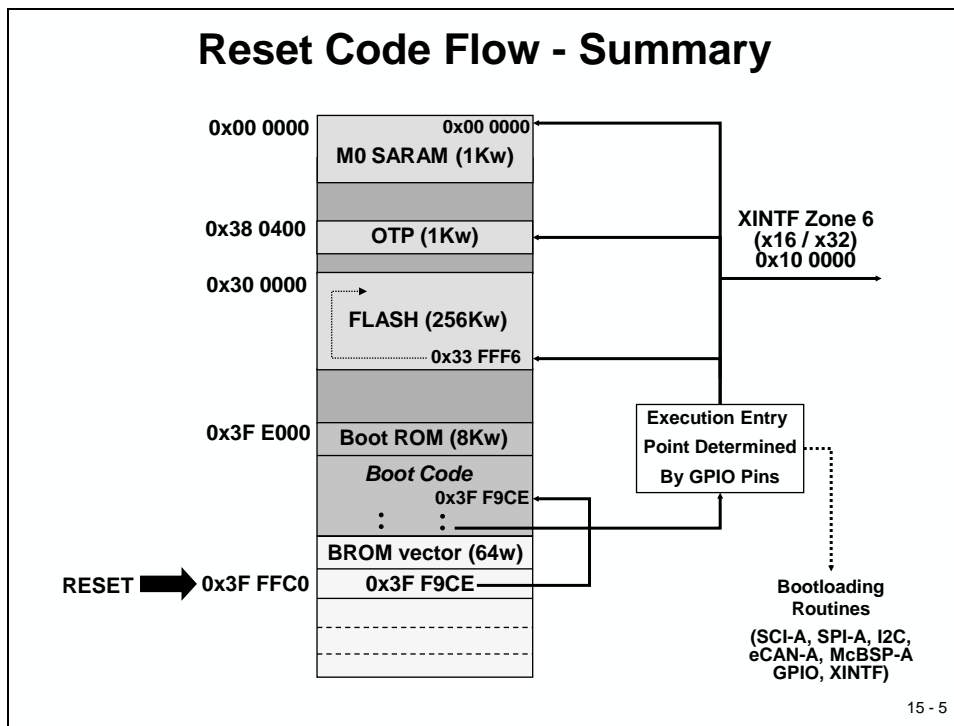 Reset Code Flow - Summary
0x00 0000
0x00 0000
M0 SARAM (1Kw)
0x38 0400
OTP (1Kw)
XINTF Zone 6
(x16 / x32)
0x10 0000
0x30 0000
FLASH (256Kw)
0x33 FFF6
Execution Entry
Point Determined
By GPIO Pins
0x3F E000
Boot ROM (8Kw)
Boot Code
0x3F F9CE
: :
BROM vector (64w)
RESET
0x3F FFC0
0x3F F9CE
Bootloading
Routines
(SCI-A, SPI-A, I2C,
eCAN-A, McBSP-A
GPIO, XINTF)
15 - 5